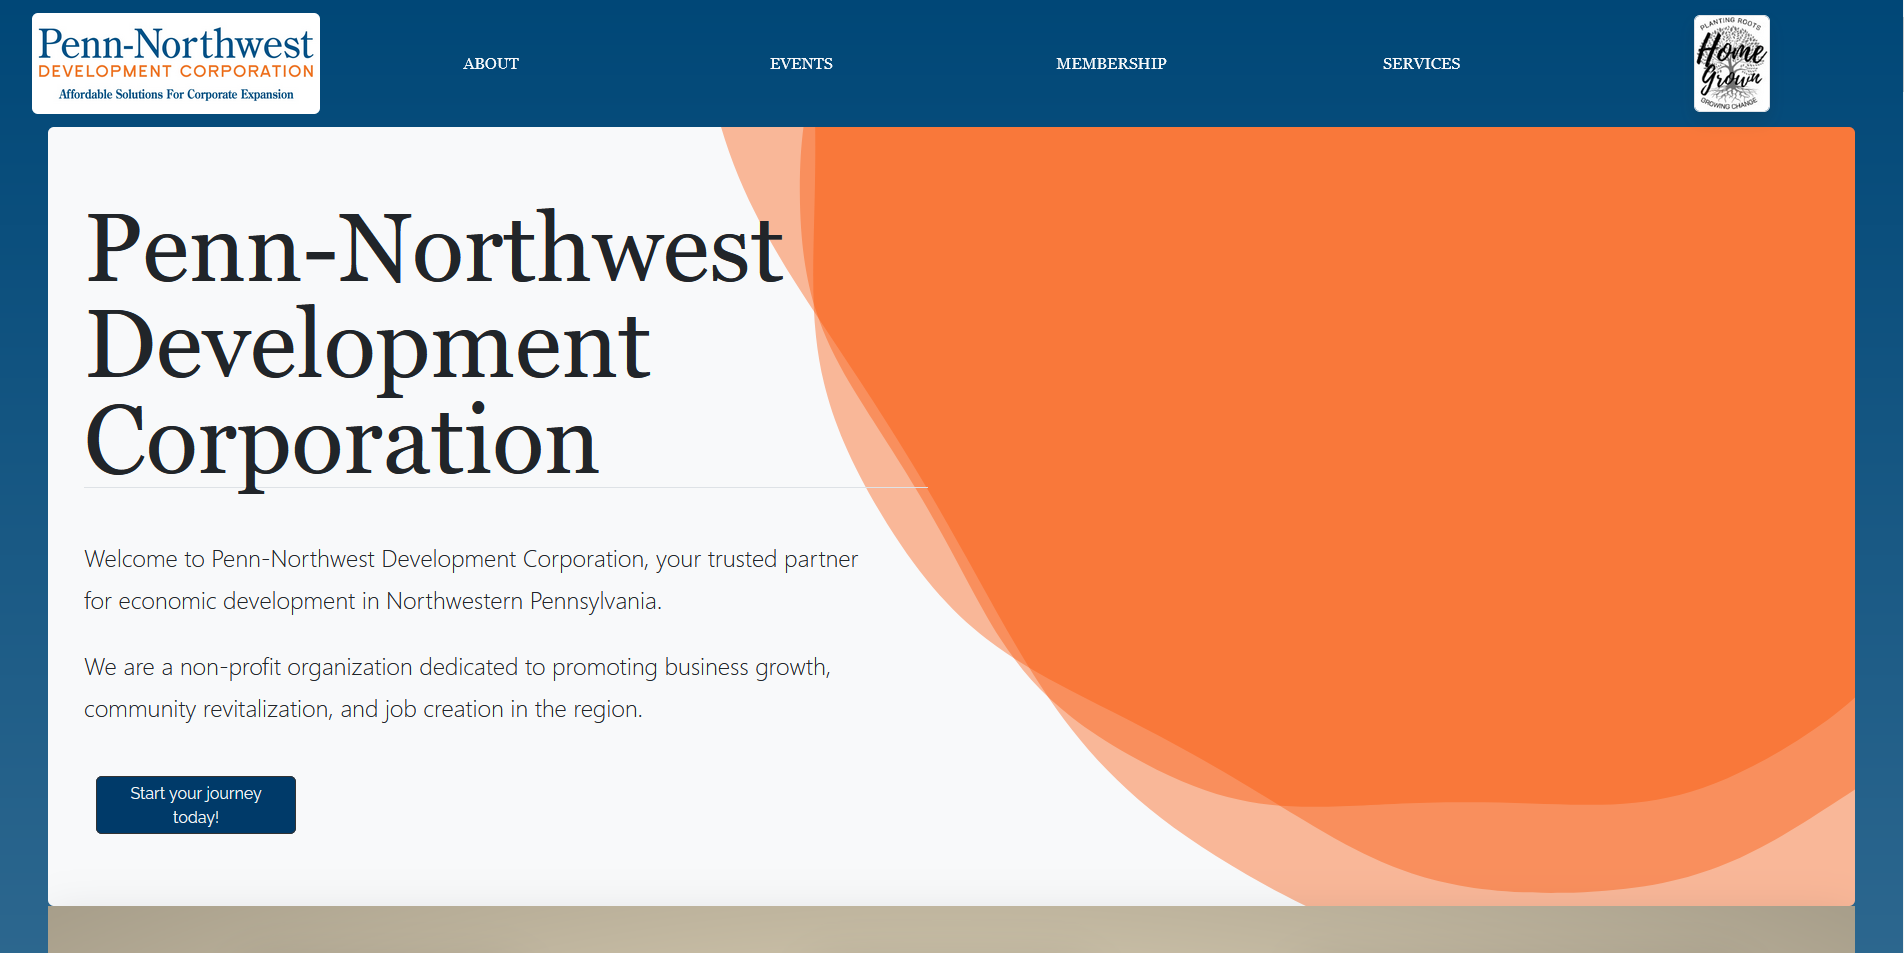 Penn-Northwest
DEVELOPMENT CORPORATION
Affordable Solutions For Corporate Expansion
ABOUT
EVENTS
MEMBERSHIP
SERVICES
PLANTING ROOTS
Home
Grown
GROWING CHANGE
Penn-Northwest
Development
Corporation
Welcome to Penn-Northwest Development Corporation, your trusted partner
for economic development in Northwestern Pennsylvania.
We are a non-profit organization dedicated to promoting business growth,
community revitalization, and job creation in the region.
Start your journey
today!